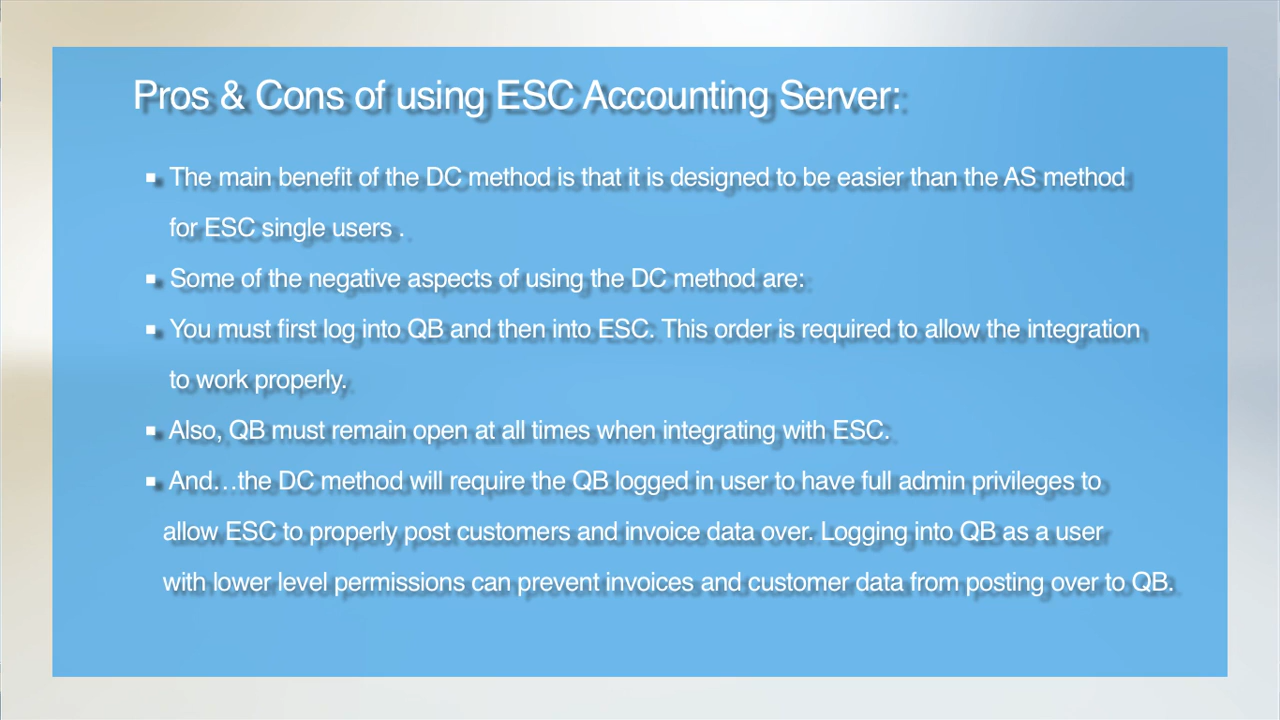 Pros & Cons of using ESC Accounting Server:
▪ The main benefit of the DC method is that it is designed to be easier than the AS method
for ESC single users .
▪ Some of the negative aspects of using the DC method are:
▪ You must first log into QB and then into ESC. This order is required to allow the integration
to work properly.
▪ Also, QB must remain open at all times when integrating with ESC.
▪ And…the DC method will require the QB logged in user to have full admin privileges to
allow ESC to properly post customers and invoice data over. Logging into QB as a user
with lower level permissions can prevent invoices and customer data from posting over to QB.